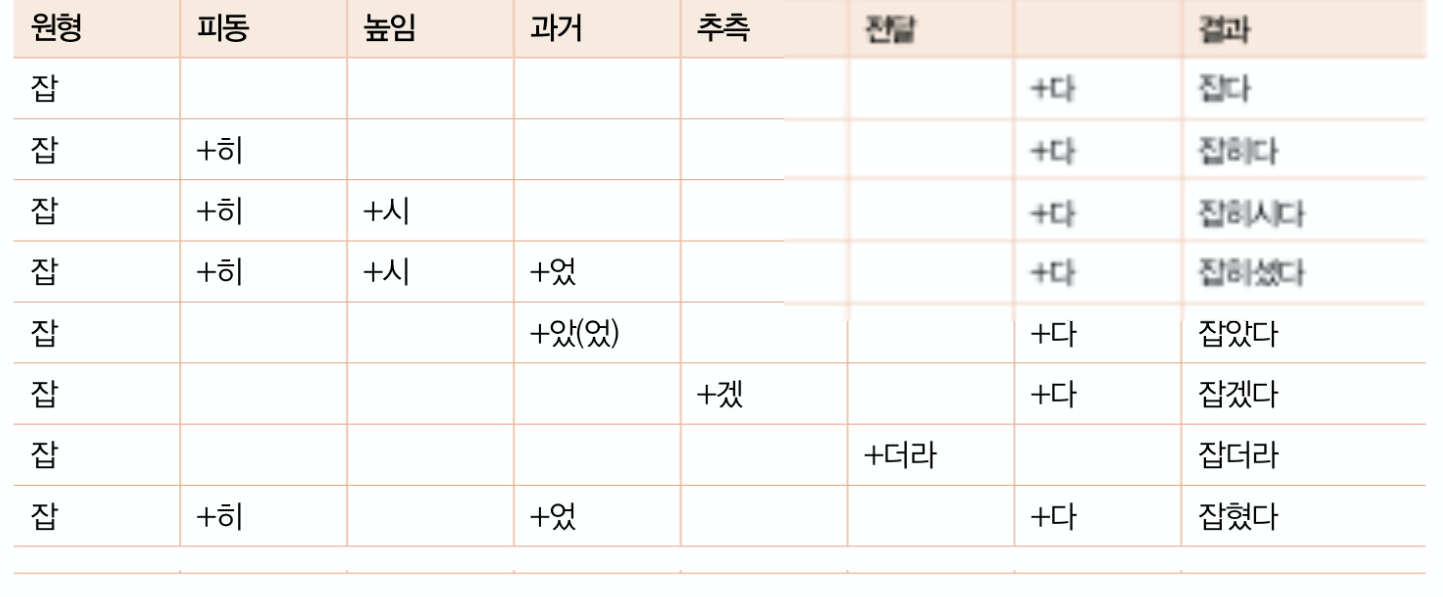 원형 피동 높임 과거 추측 전달 결과
잡 +다 잡다
잡 +히 +다 잡히다
잡 +히 +시 +다 잡히시다
잡 +히 +시 +었 +다 잡히셨다
잡 +았(었) +다 잡았다
잡 +겠 +다 잡겠다
잡 +더라 잡더라
잡 +히 +었 +다 잡혔다